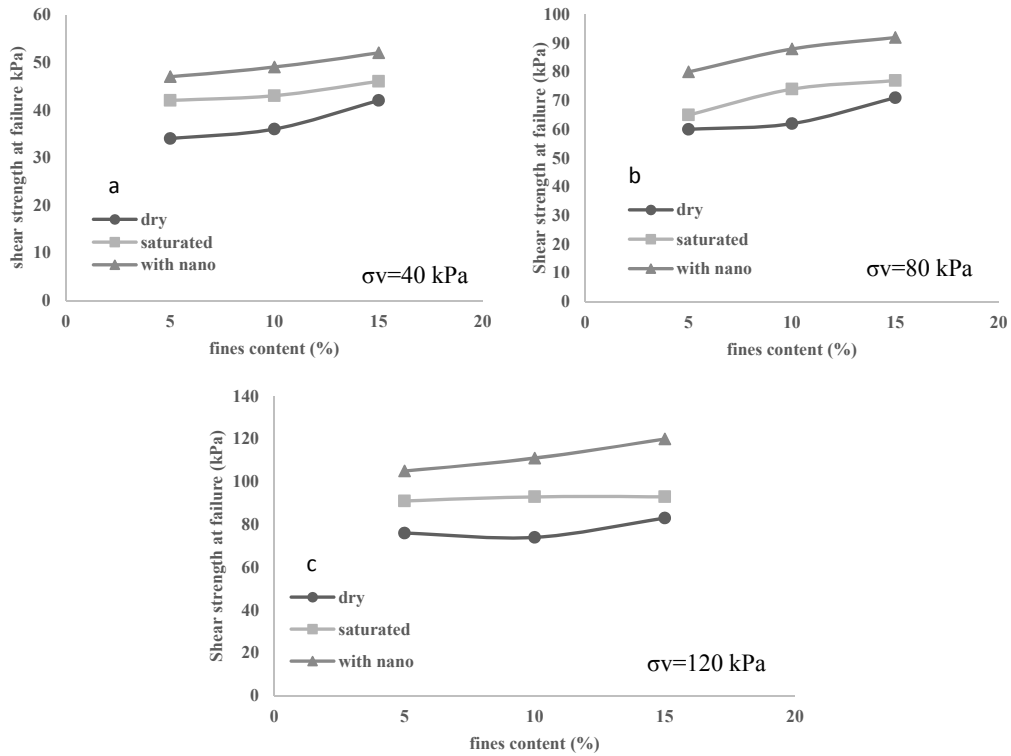 60
50
40
30
20
10
0
shear strength at failure kPa
a
dry
saturated
with nano
σv=40 kPa
0
5
10
15
20
fines content (%)
100
90
80
70
60
50
40
30
20
10
0
Shear strength at failure (kPa)
b
dry
saturated
with nano
σv=80 kPa
0
5
10
15
20
fines content (%)
140
120
100
80
60
40
20
0
Shear strength at failure (kPa)
c
dry
saturated
with nano
σv=120 kPa
0
5
10
15
20
fines content (%)